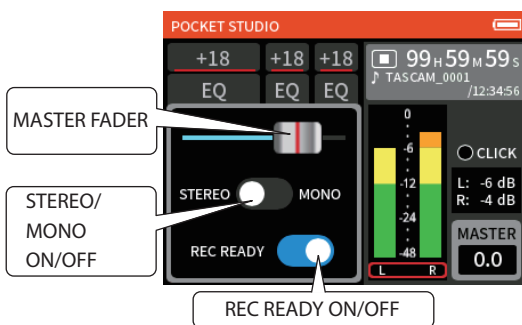 POCKET STUDIO
+18 +18 +18
EQ EQ EQ
99H59M59s
♪ TASCAM_0001
/12:34:56
MASTER FADER
STEREO MONO
STEREO/
MONO
ON/OFF
REC READY
REC READY ON/OFF
0
-6
-12
-24
-48
L R
CLICK
L: -6 dB
R: -4 dB
MASTER
0.0